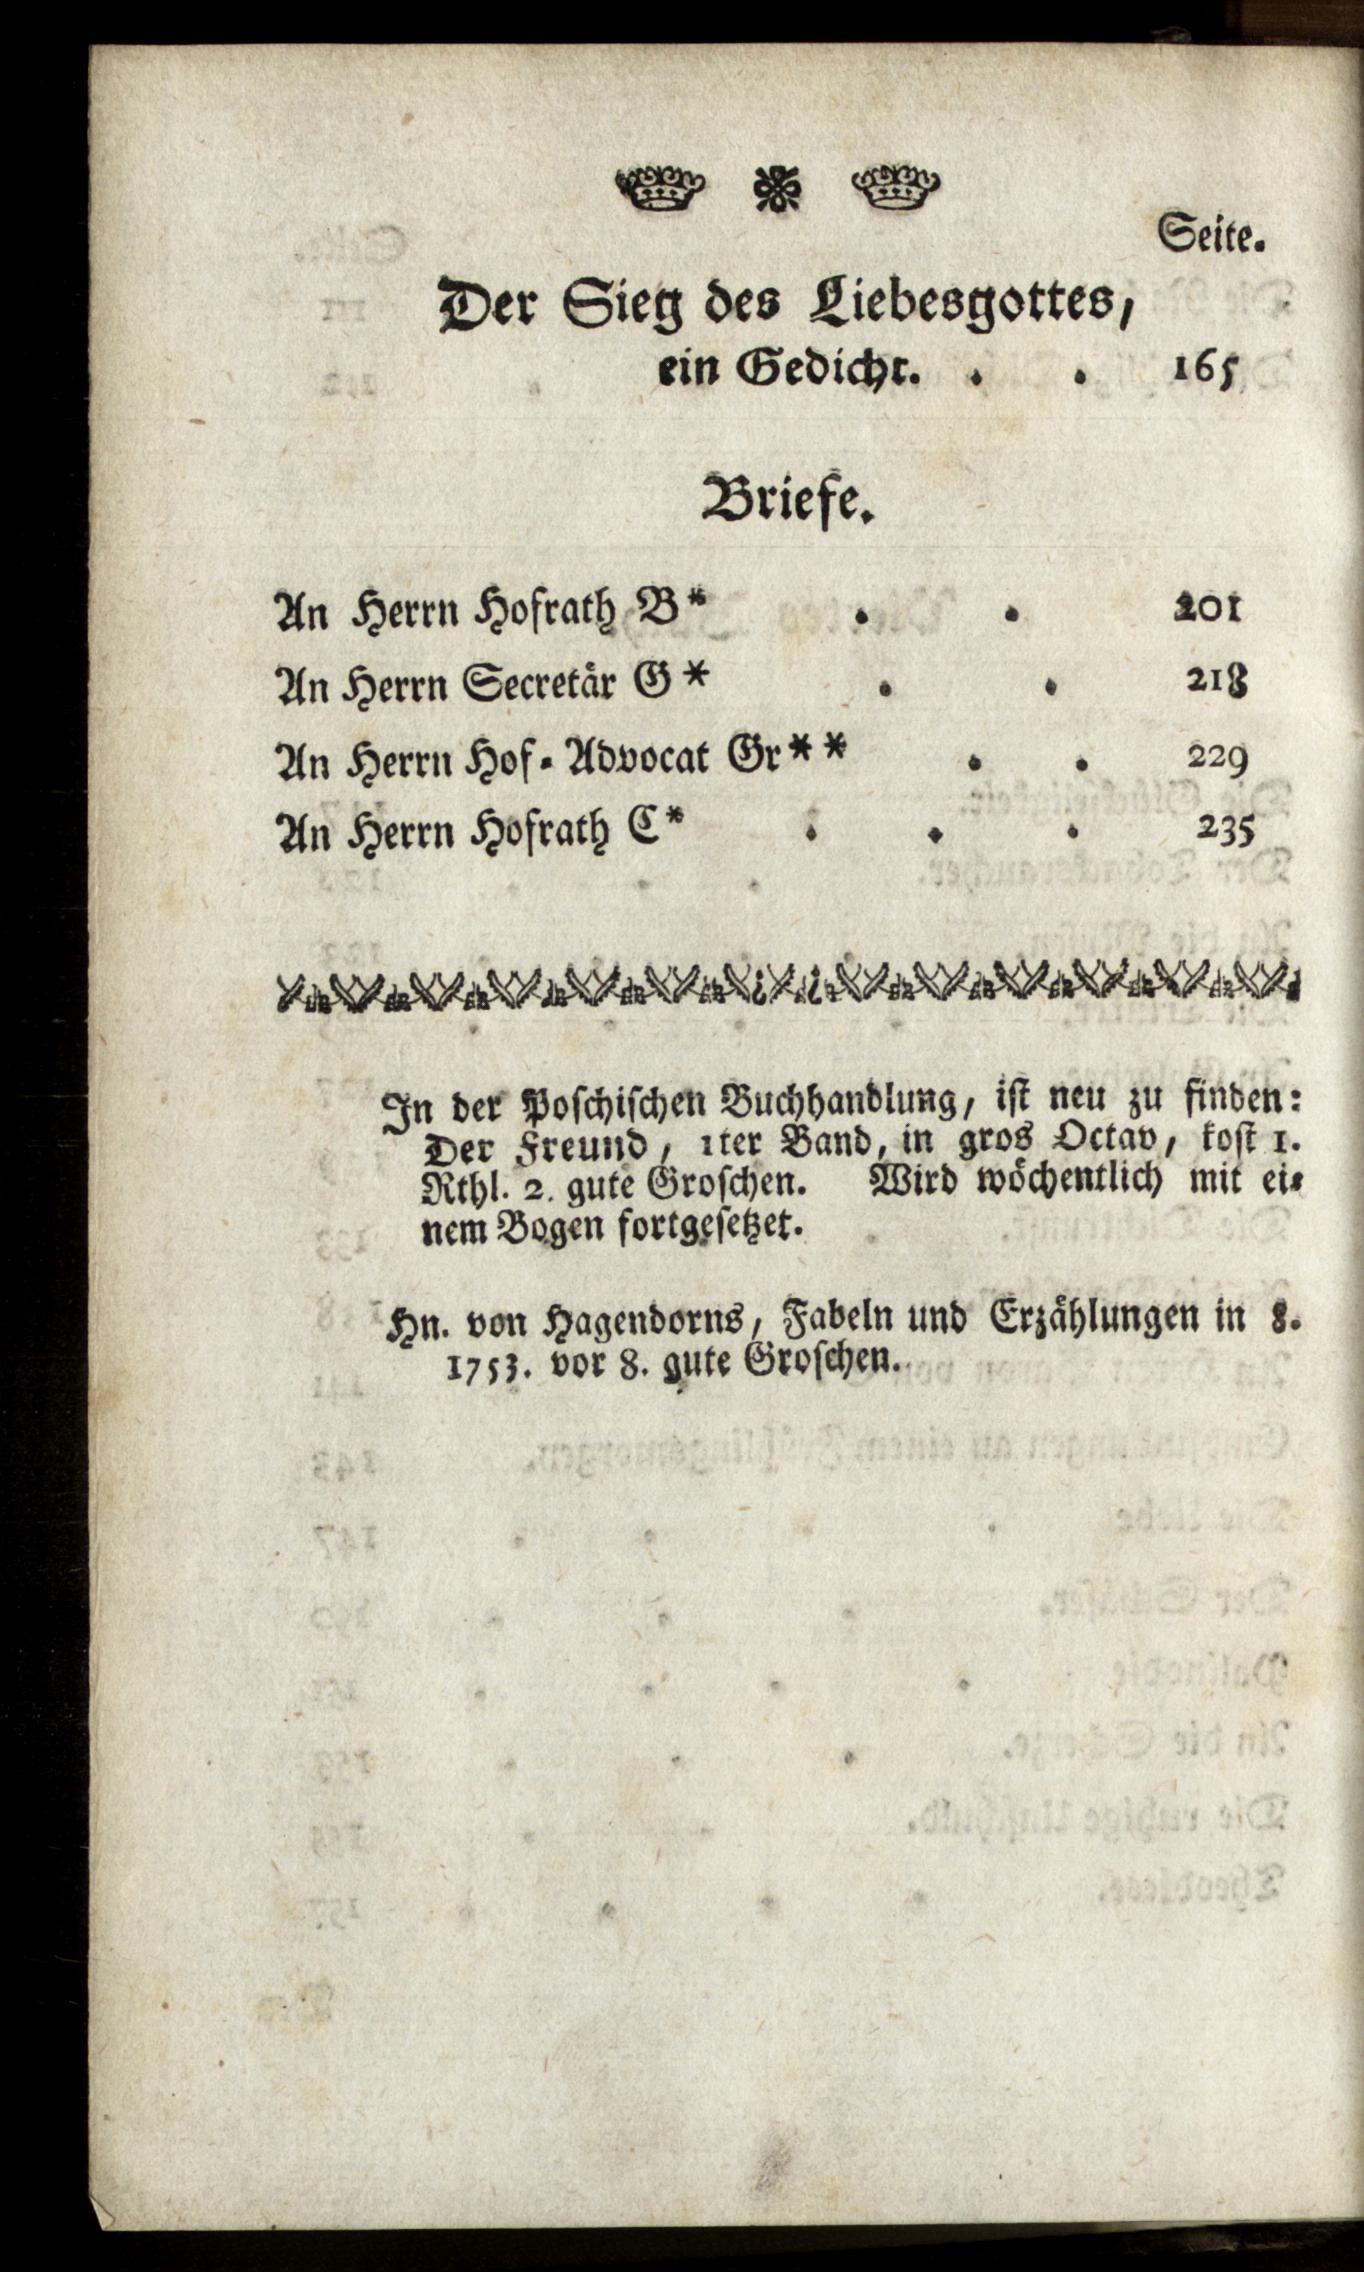 Seite.
Der Sieg des Liebesgottes,
ein Gedicht. . . 165
Briefe.
An Herrn Hofrath B* . . 201
An Herrn Secretär G* . . 218
An Herrn Hof-Advocat Gr** . . 229
An Herrn Hofrath C* . . . 235
In der Poschischen Buchhandlung, ist neu zu finden:
Der Freund, 1ter Band, in gros Octav, kost 1.
Rthl. 2. gute Groschen. Wird wöchentlich mit ei-
nem Bogen fortgesetzet.
Hn. von Hagendorns, Fabeln und Erzählungen in 8.
1753. vor 8. gute Groschen.